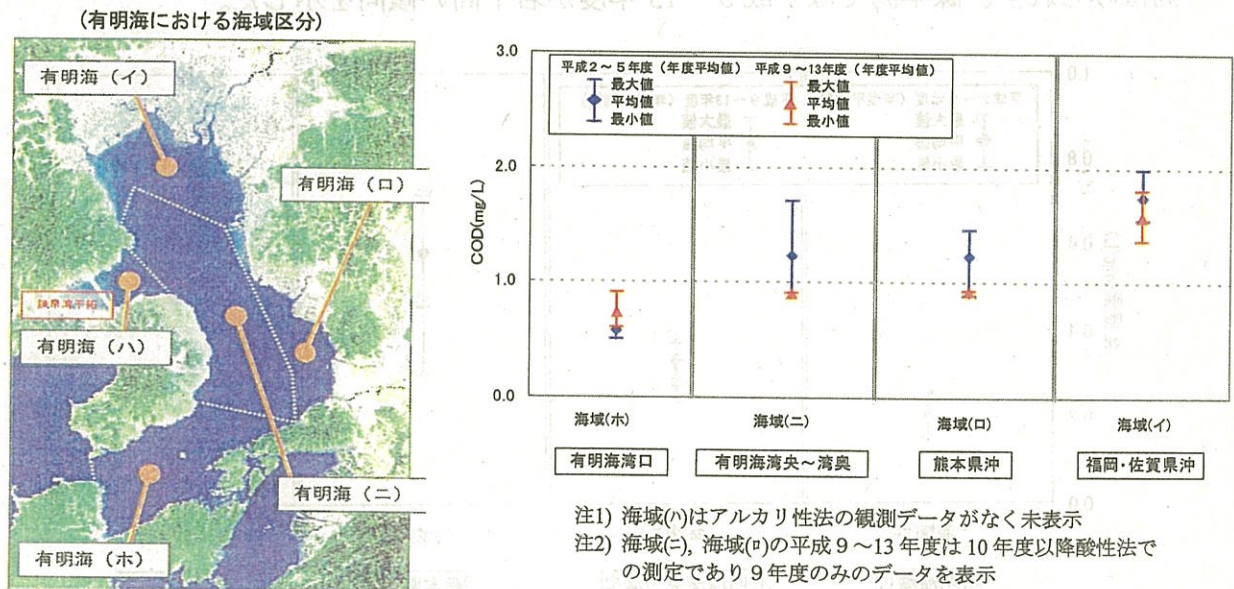 (有明海における海域区分)
有明海（イ）
有明海（ロ）
諫早湾干拓
有明海（ハ）
有明海（ニ）
有明海（ホ）
COD(mg/L)
3.0
2.0
1.0
0.0
平成２～５年度（年度平均値） 平成９～13年度（年度平均値）
最大値 最大値
平均値 平均値
最小値 最小値
海域(ホ) 海域(ニ) 海域(ロ) 海域(イ)
有明海湾口 有明海湾央～湾奥 熊本県沖 福岡・佐賀県沖
注1) 海域(ハ)はアルカリ性法の観測データがなく未表示
注2) 海域(ニ), 海域(ロ)の平成９～13 年度は 10 年度以降酸性法で
の測定であり９年度のみのデータを表示